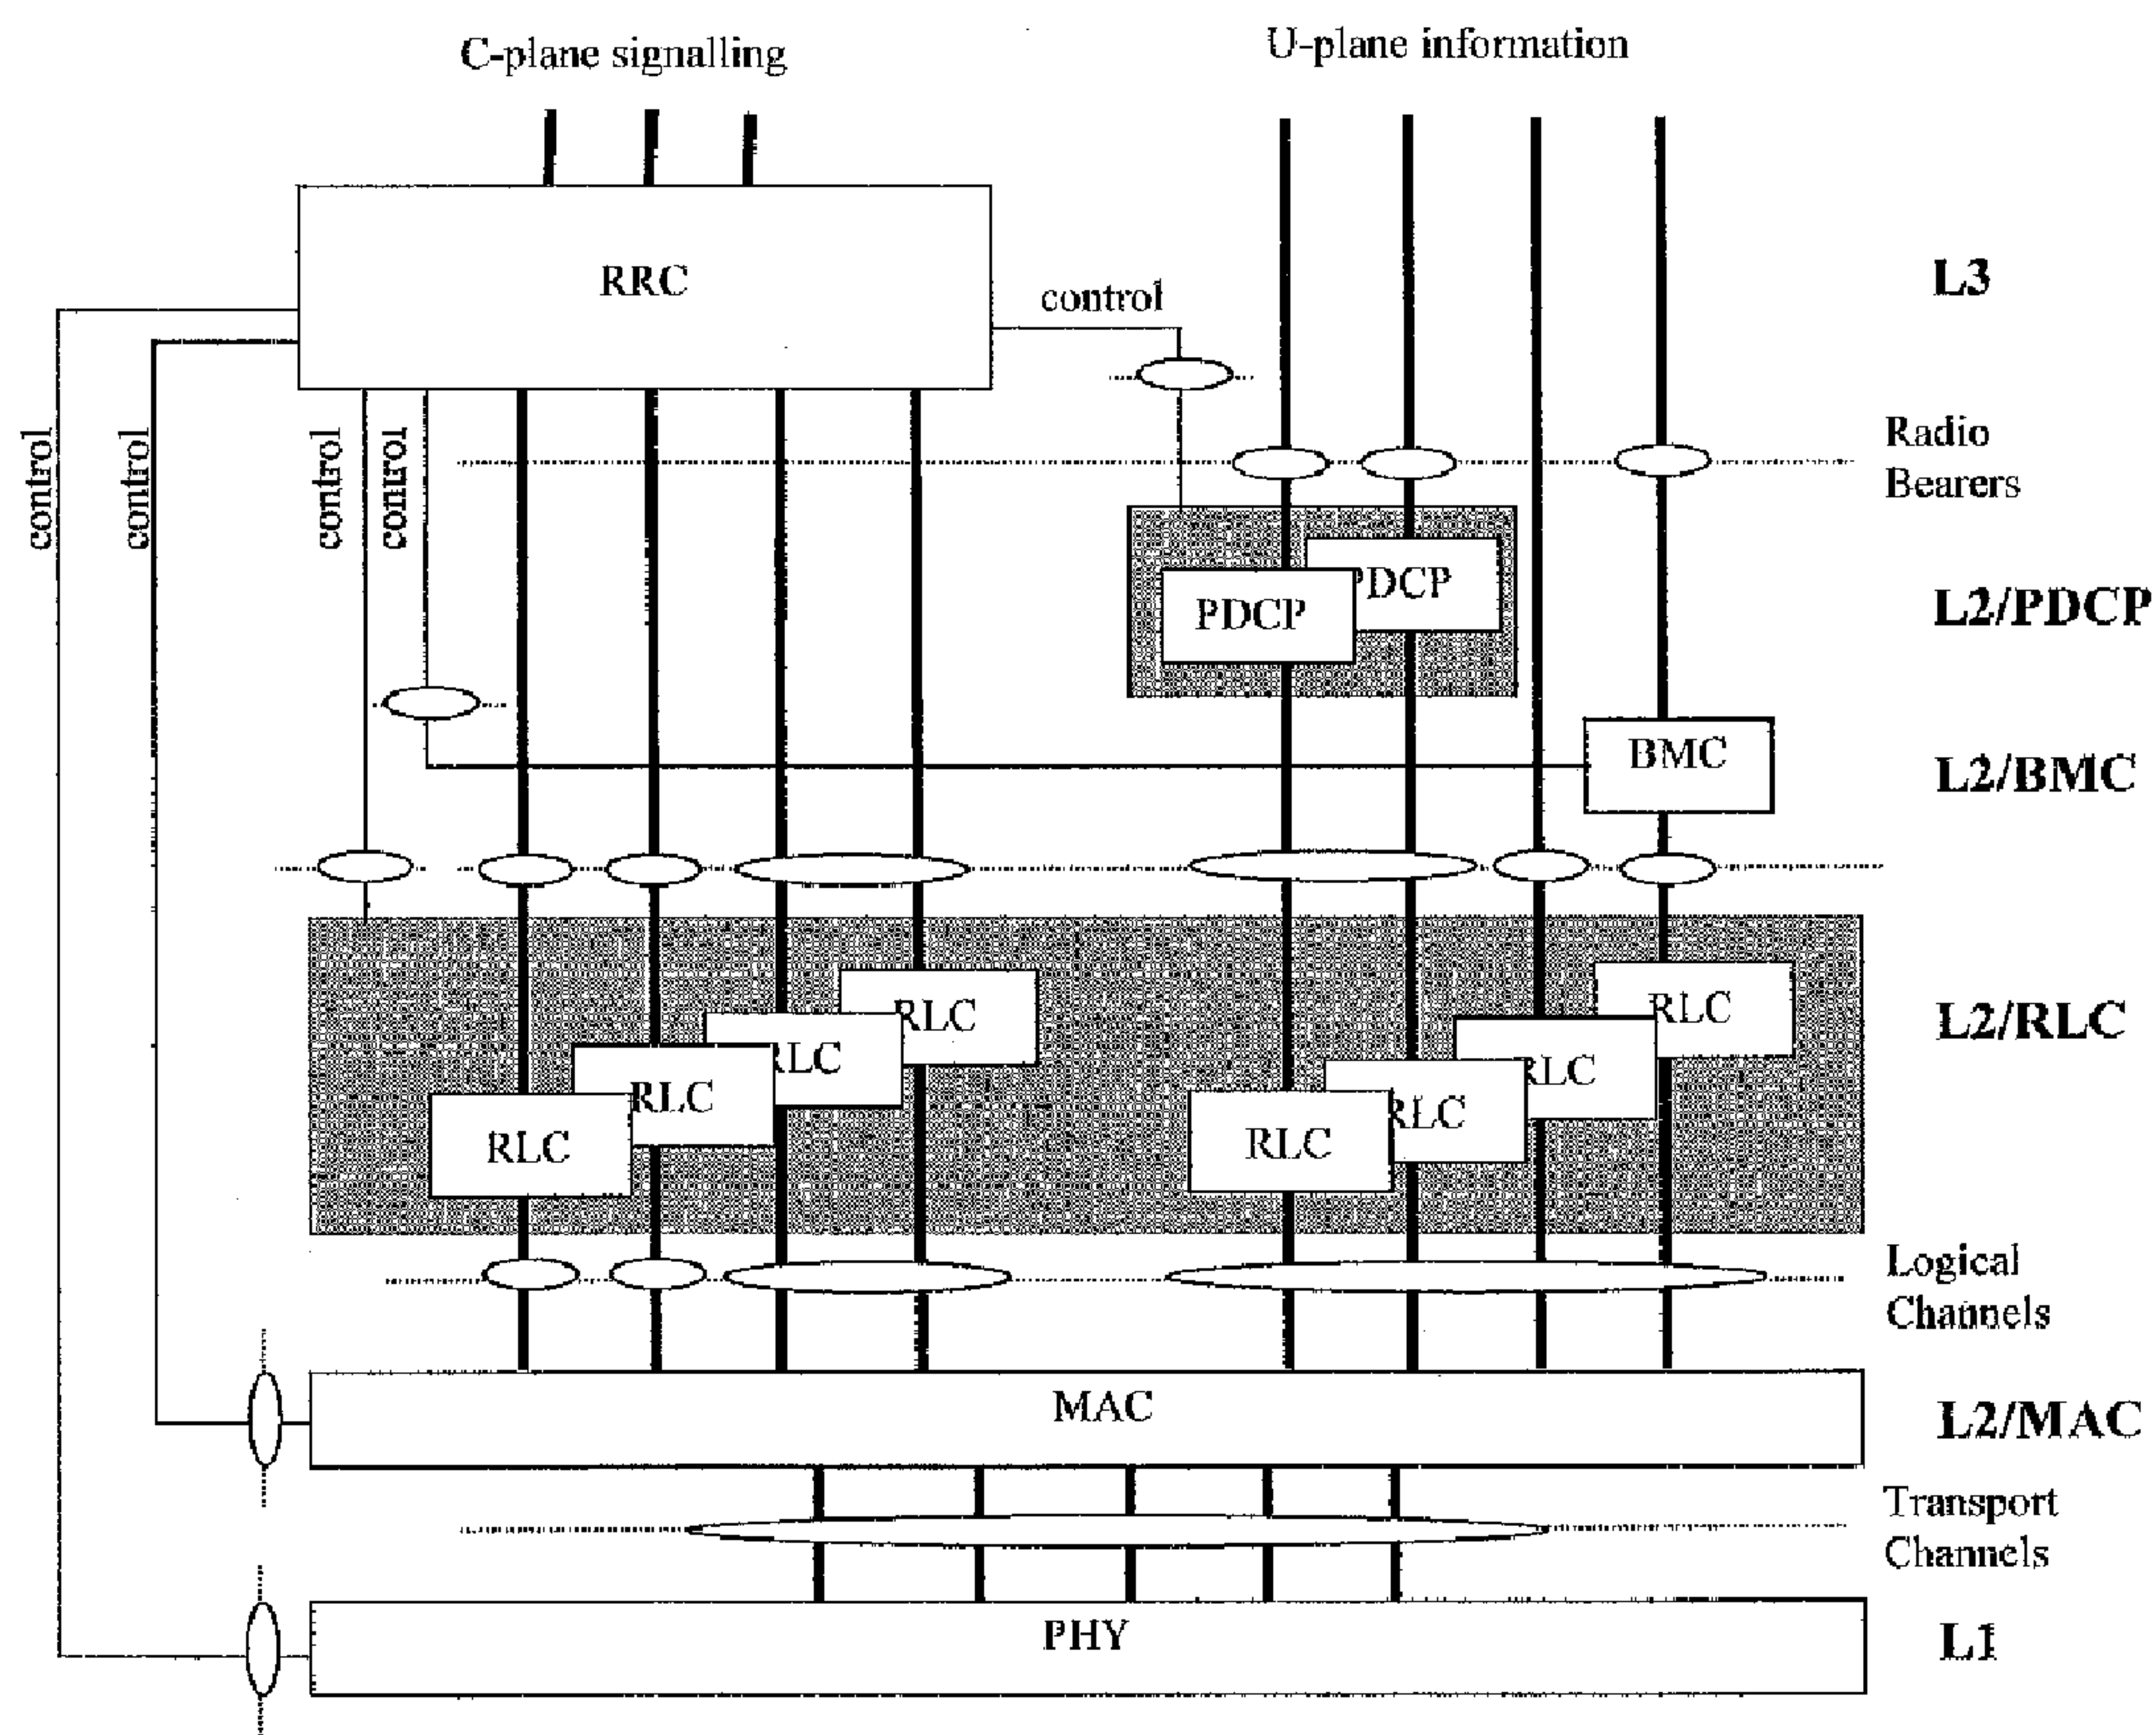 C-plane signalling
U-plane information
RRC
control
L3
control
control
control
control
Radio
Bearers
PDCP
PDCP
L2/PDCP
BMC
L2/BMC
RLC
RLC
RLC
RLC
RLC
RLC
RLC
RLC
L2/RLC
Logical
Channels
MAC
L2/MAC
Transport
Channels
PHY
L1